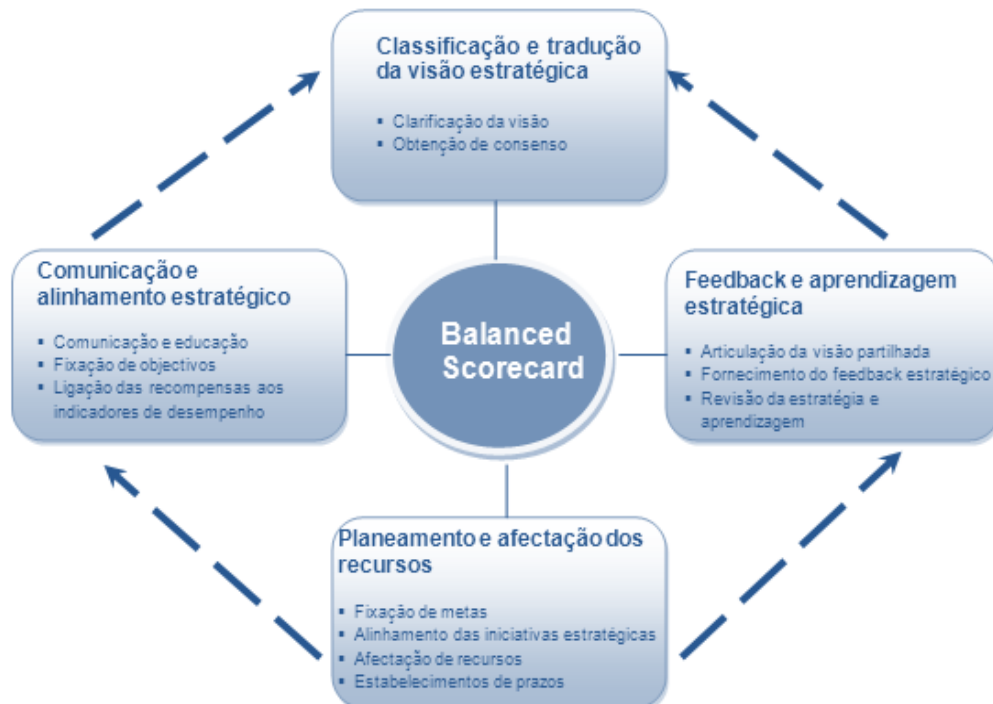 Classificação e tradução
da visão estratégica
▪ Clarificação da visão
▪ Obtenção de consenso
Comunicação e
alinhamento estratégico
▪ Comunicação e educação
▪ Fixação de objectivos
▪ Ligação das recompensas aos
indicadores de desempenho
Balanced
Scorecard
Feedback e aprendizagem
estratégica
▪ Articulação da visão partilhada
▪ Fornecimento do feedback estratégico
▪ Revisão da estratégia e
aprendizagem
Planeamento e afectação dos
recursos
▪ Fixação de metas
▪ Alinhamento das iniciativas estratégicas
▪ Afectação de recursos
▪ Estabelecimentos de prazos